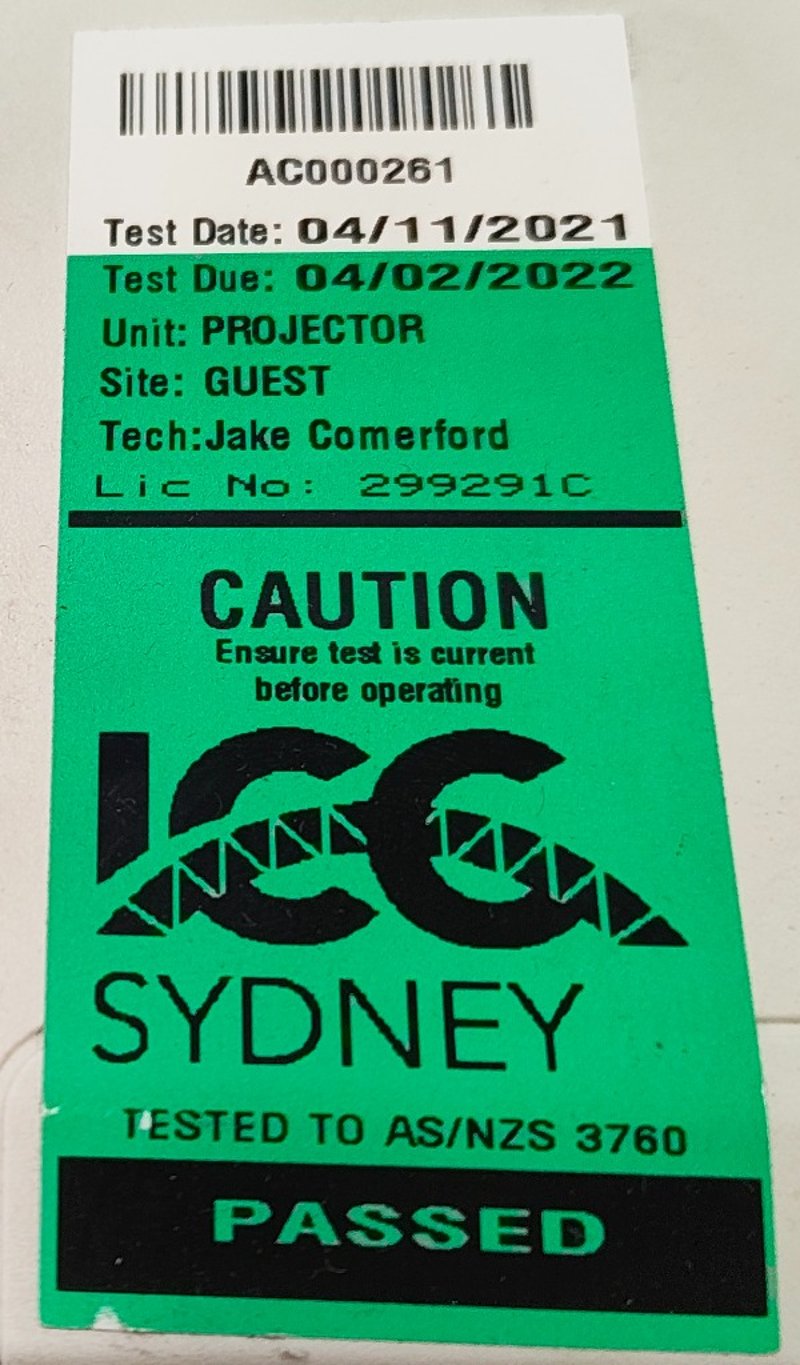 AC000261
Test Date: 04/11/2021
Test Due: 04/02/2022
Unit: PROJECTOR
Site: GUEST
Tech:Jake Comerford
Lic No: 299291C
CAUTION
Ensure test is current
before operating
ICC
SYDNEY
TESTED TO AS/NZS 3760
PASSED